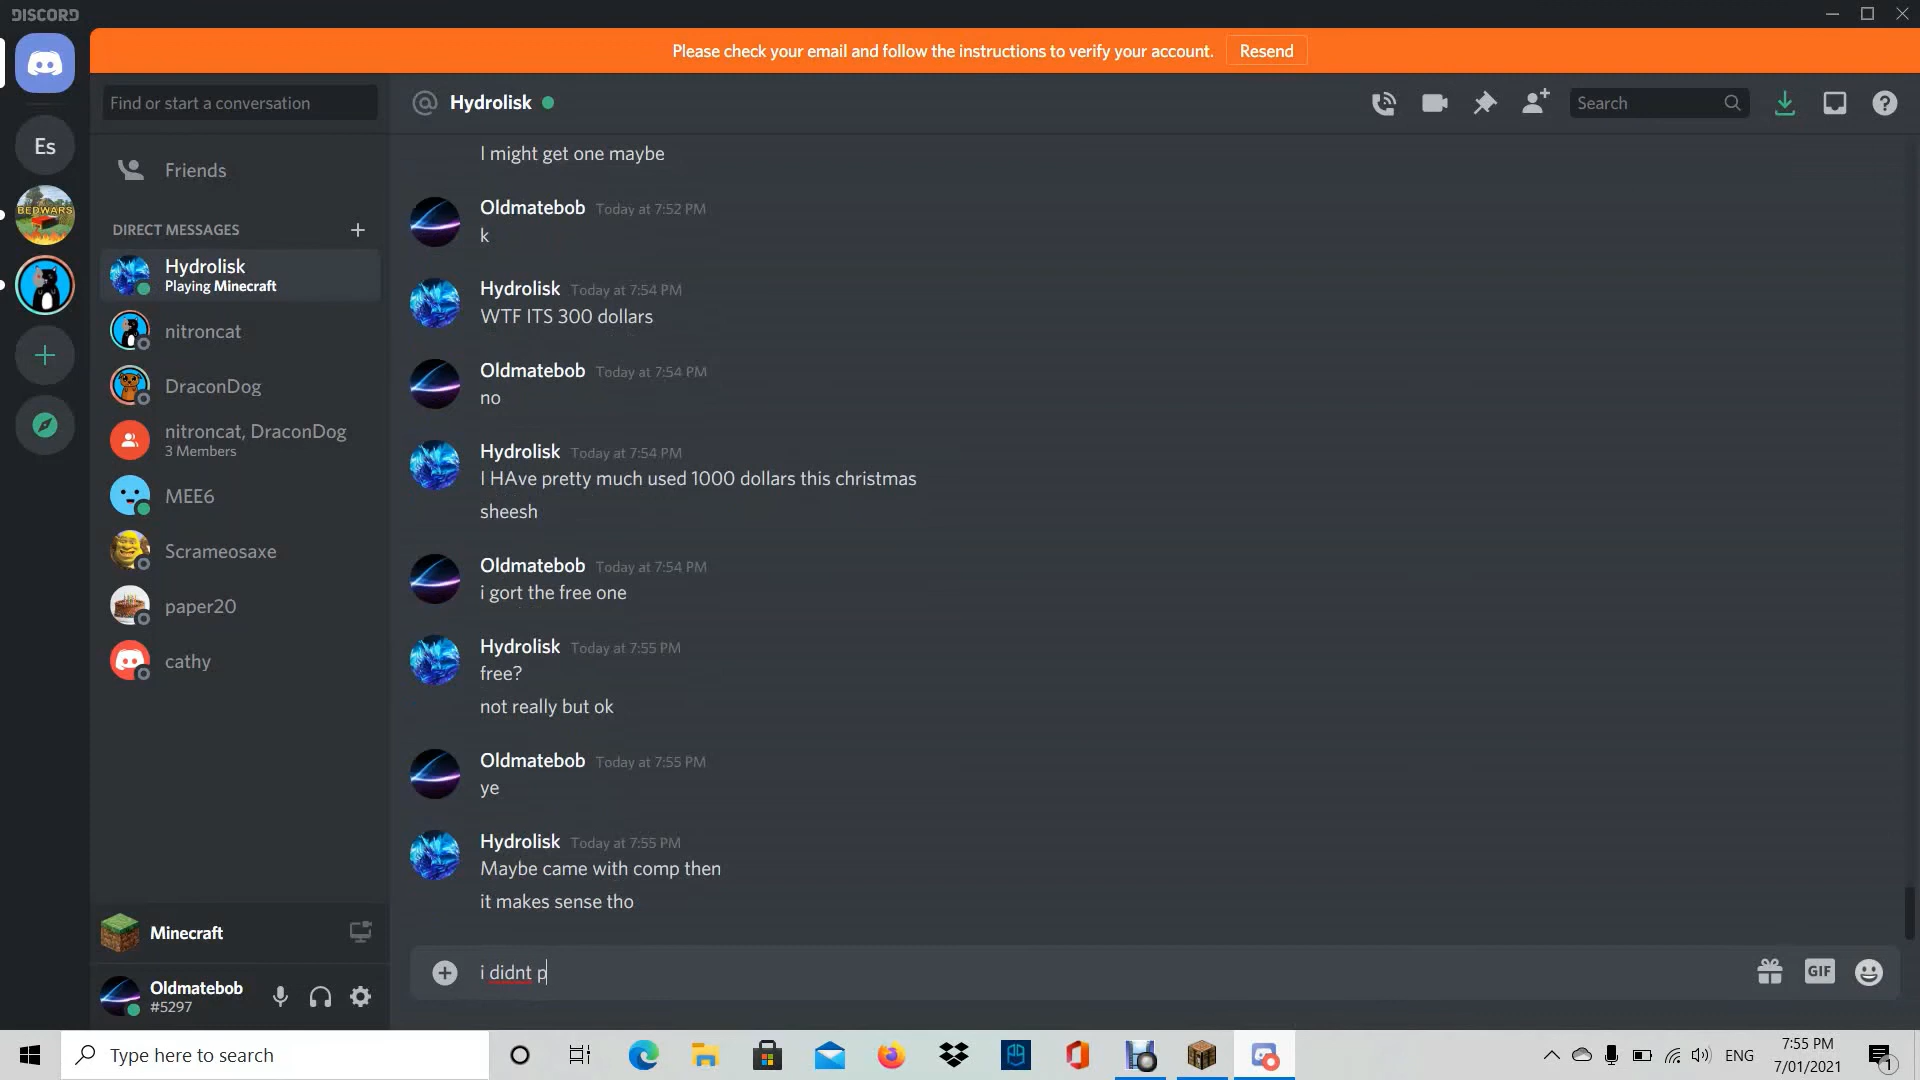 DISCORD
Please check your email and follow the instructions to verify your account.
Resend
Find or start a conversation
Hydrolisk
Search
Es
BEDWARS
Friends
DIRECT MESSAGES
Hydrolisk
Playing Minecraft
nitroncat
DraconDog
nitroncat, DraconDog
3 Members
MEE6
Scrameosaxe
paper20
cathy
Minecraft
Oldmatebob
#5297
I might get one maybe
Oldmatebob Today at 7:52 PM
k
Hydrolisk Today at 7:54 PM
WTF ITS 300 dollars
Oldmatebob Today at 7:54 PM
no
Hydrolisk Today at 7:54 PM
I HAve pretty much used 1000 dollars this christmas
sheesh
Oldmatebob Today at 7:54 PM
i gort the free one
Hydrolisk Today at 7:55 PM
free?
not really but ok
Oldmatebob Today at 7:55 PM
ye
Hydrolisk Today at 7:55 PM
Maybe came with comp then
it makes sense tho
i didnt p
GIF
Type here to search
ENG
7:55 PM
7/01/2021
1